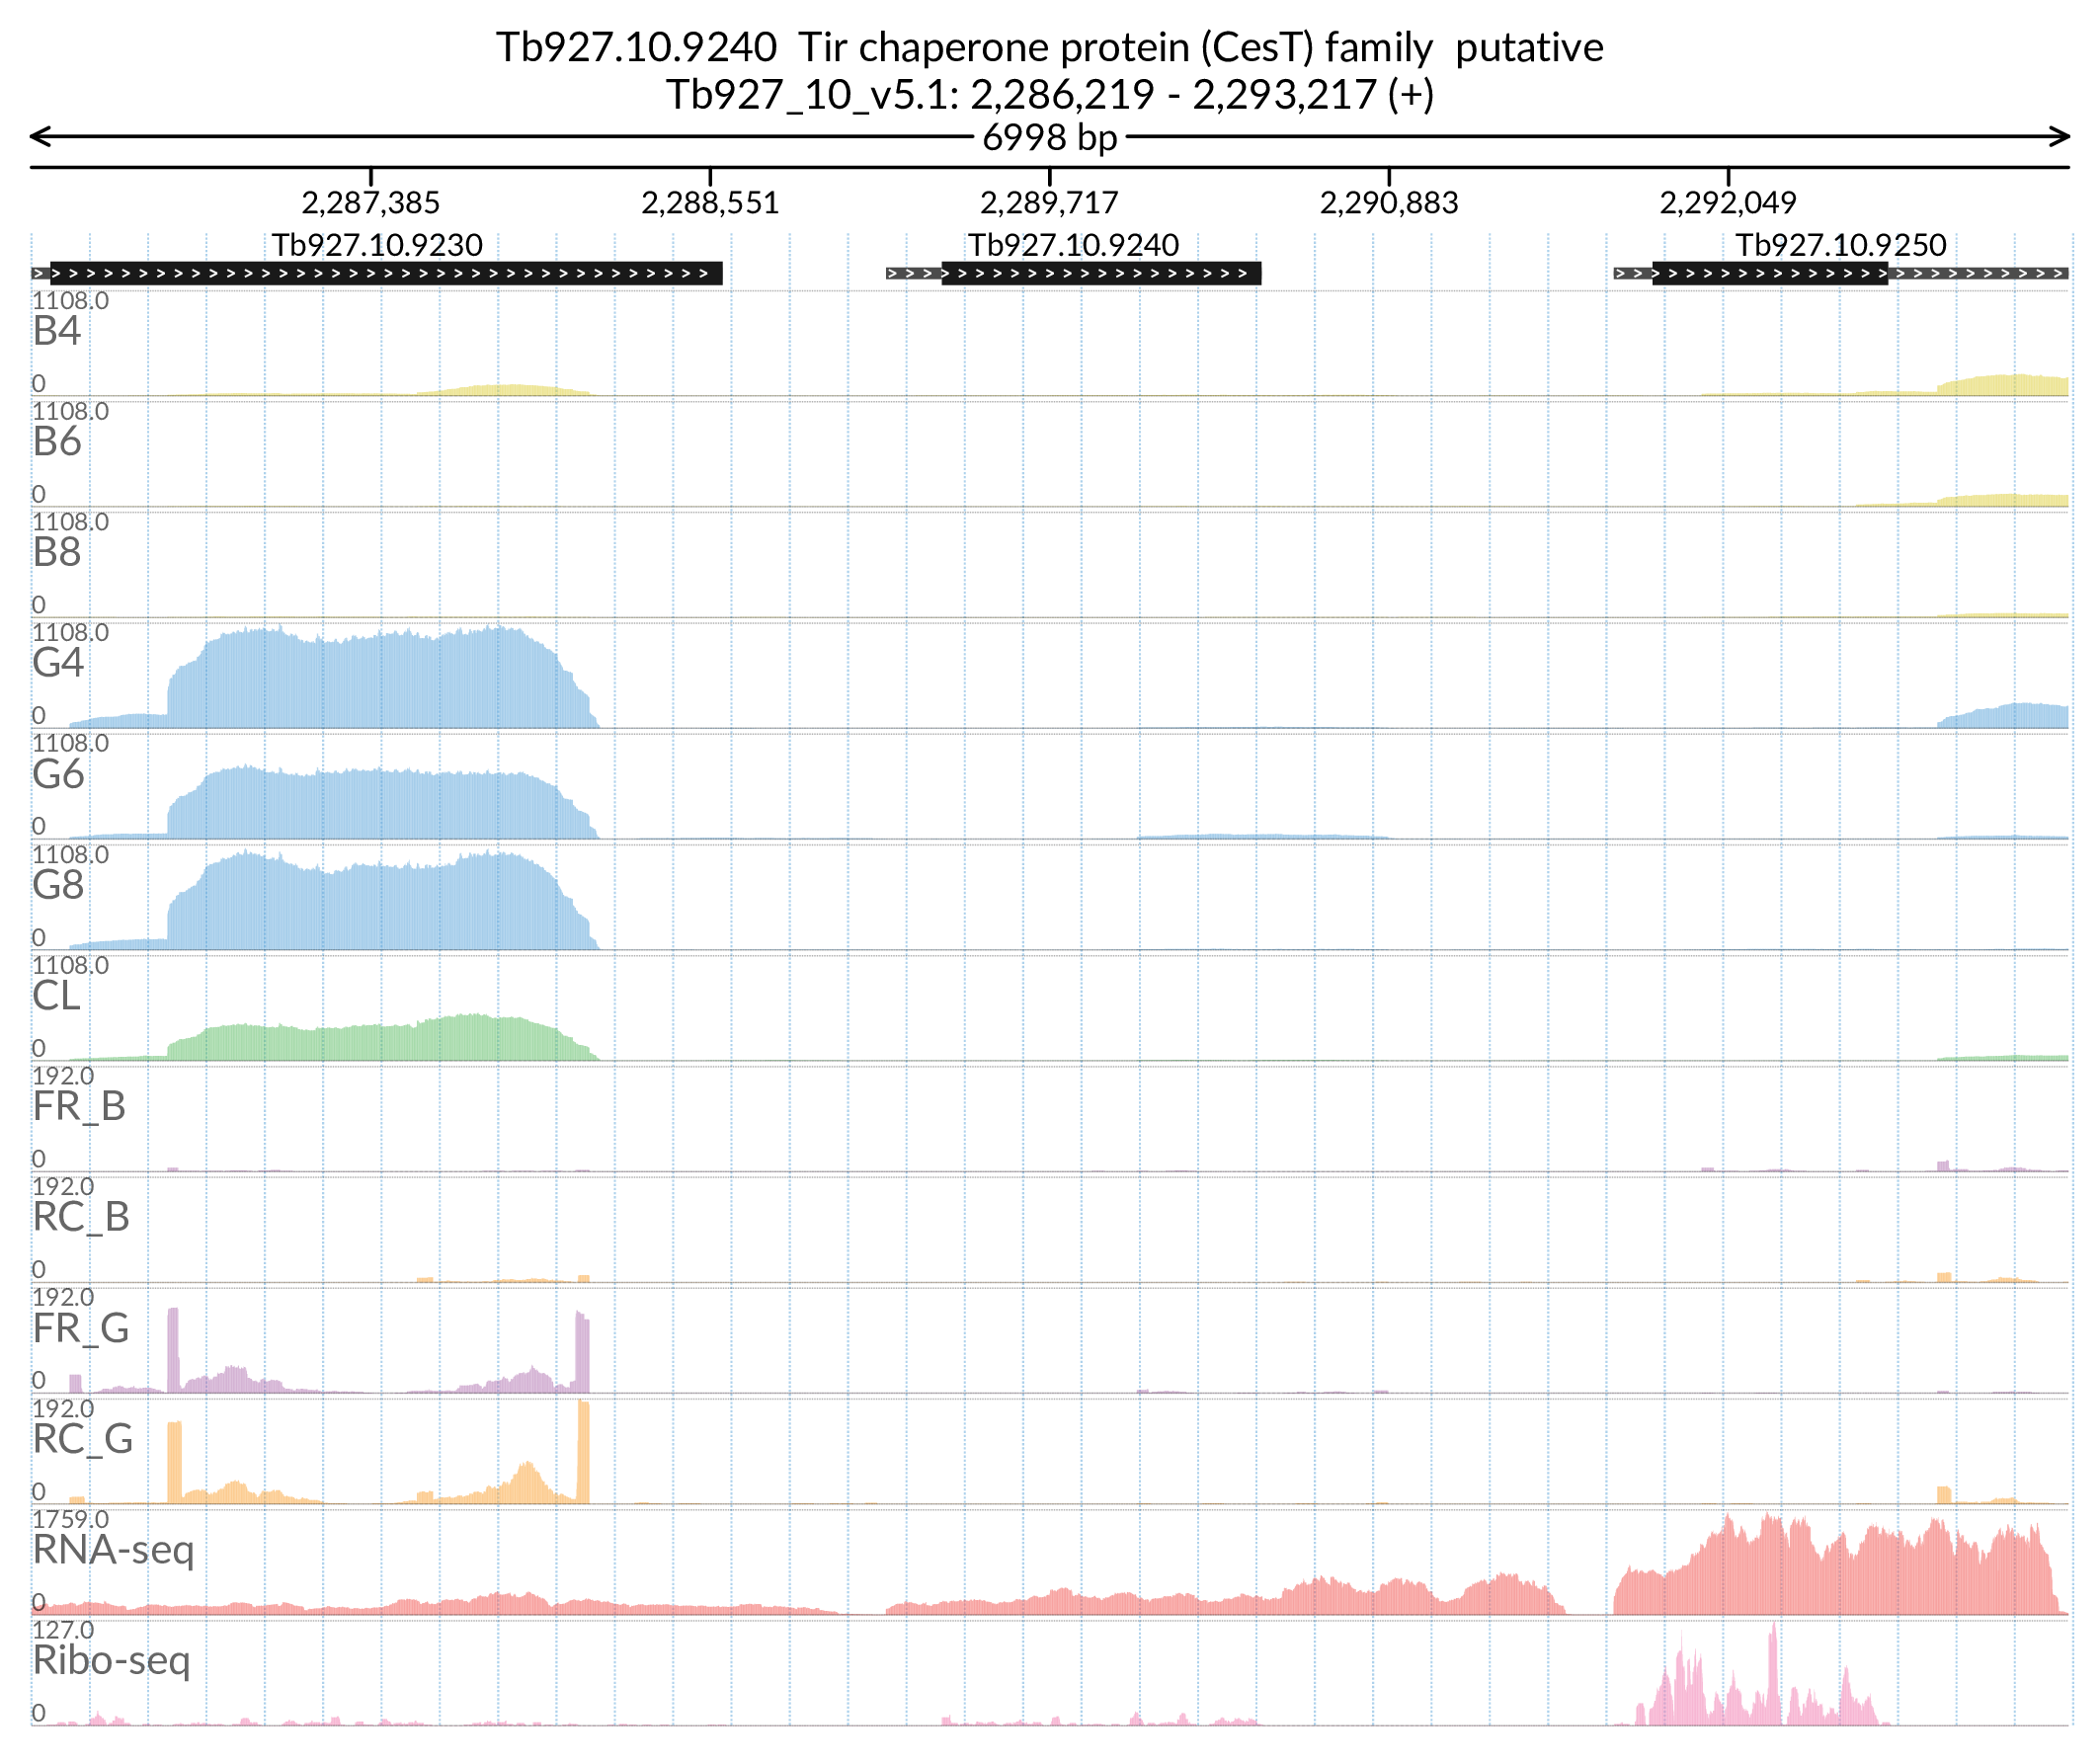 Tb927.10.9240  Tir chaperone protein (CesT) family  putative
Tb927_10_v5.1: 2,286,219 - 2,293,217 (+)
6998 bp
2,287,385 2,288,551 2,289,717 2,290,883 2,292,049
Tb927.10.9230 Tb927.10.9240 Tb927.10.9250
1108.0
B4
0
1108.0
B6
0
1108.0
B8
0
1108.0
G4
0
1108.0
G6
0
1108.0
G8
0
1108.0
CL
0
192.0
FR_B
0
192.0
RC_B
0
192.0
FR_G
0
192.0
RC_G
0
1759.0
RNA-seq
0
127.0
Ribo-seq
0